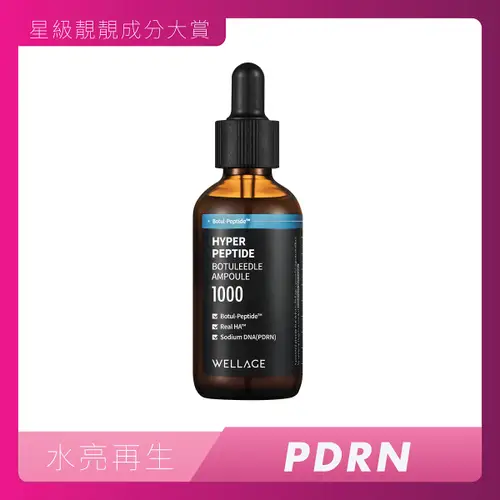 星級靚靚成分大賞
Botul Peptide™
HYPER
PEPTIDE
BOTULEEDLE
AMPOULE
1000
Botul-Peptide™
Real HA™
Sodium DNA(PDRN)
WELLAGE
水亮再生
PDRN